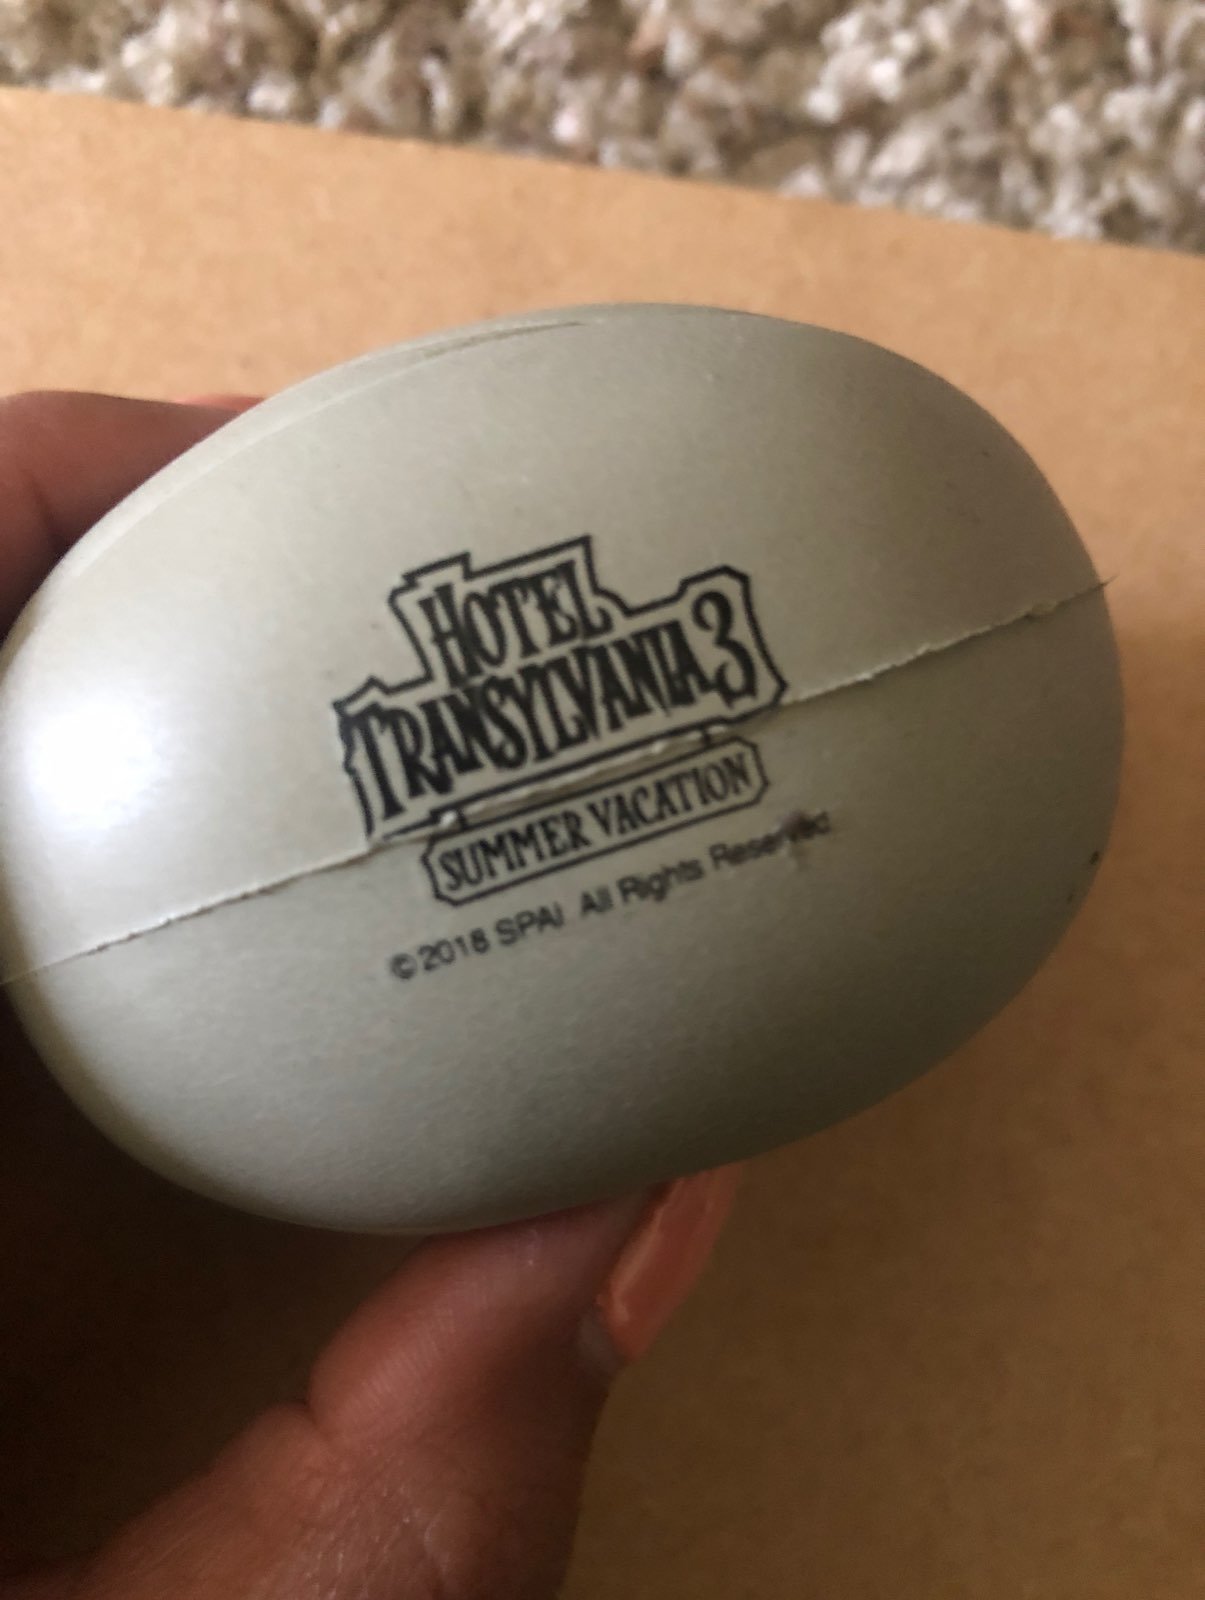 HOTEL
TRANSYLVANIA 3
SUMMER VACATION
©2018 SPAI All Rights Reserved